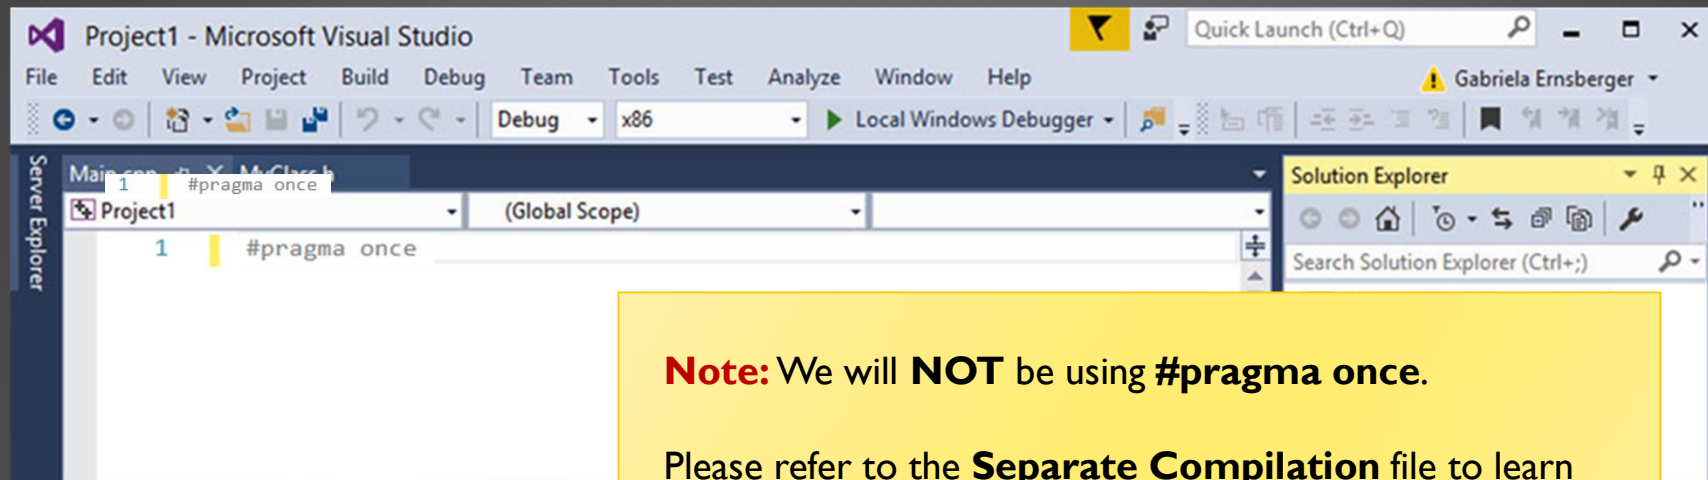 Project1 - Microsoft Visual Studio
Quick Launch (Ctrl+Q)
File Edit View Project Build Debug Team Tools Test Analyze Window Help
Gabriela Ernsberger
Debug x86 Local Windows Debugger
Server Explorer
1 #pragma once
Solution Explorer
Project1 (Global Scope)
1 #pragma once
Search Solution Explorer (Ctrl+;)
Note: We will NOT be using #pragma once.
Please refer to the Separate Compilation file to learn